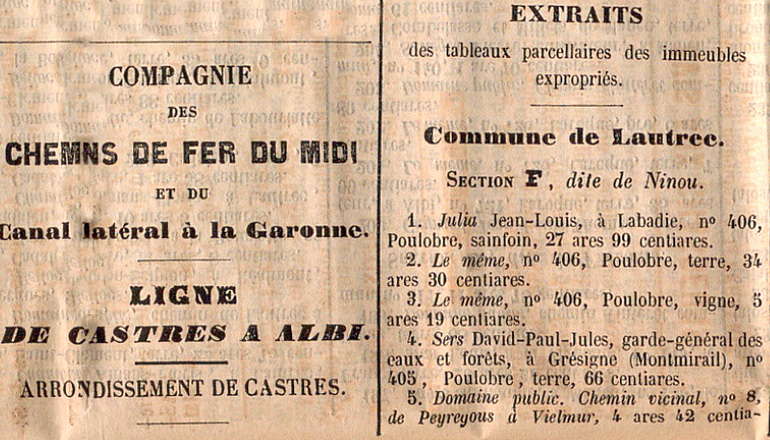 COMPAGNIE
DES
CHEMNS DE FER DU MIDI
ET DU
Canal latéral à la Garonne.
LIGNE
DE CASTRES A ALBI.
ARRONDISSEMENT DE CASTRES.
EXTRAITS
des tableaux parcellaires des immeubles
expropriés.
Commune de Lautrec.
SECTION F, dite de Ninou.
1. Julia Jean-Louis, à Labadie, nº 406,
Poulobre, sainfoin, 27 ares 99 centiares.
2. Le même, nº 406, Poulobre, terre, 34
ares 30 centiares.
3. Le même, nº 406, Poulobre, vigne, 5
ares 19 centiares.
4. Sers David-Paul-Jules, garde-général des
eaux et forêts, à Grésigne (Montmirail), nº
405, Poulobre, terre, 66 centiares.
5. Domaine public. Chemin vicinal, nº 8,
de Peyreyous à Vielmur, 4 ares 42 centia-